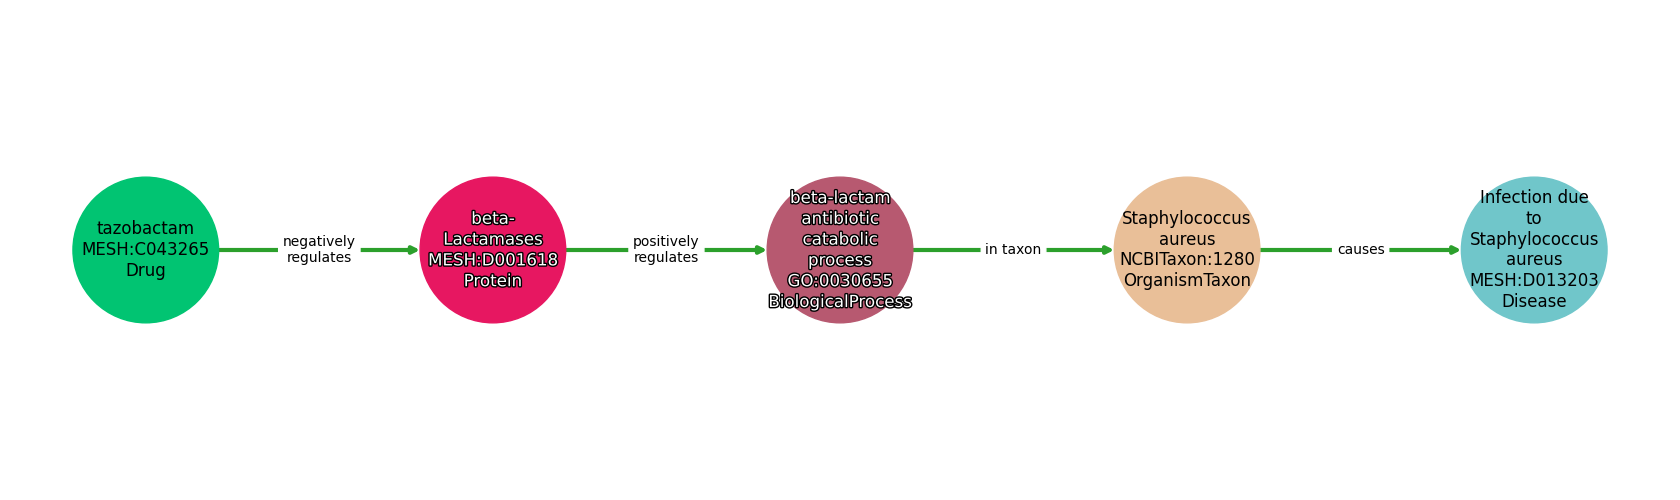 tazobactam
MESH:C043265
Drug
negatively
regulates
beta-
Lactamases
MESH:D001618
Protein
positively
regulates
beta-lactam
antibiotic
catabolic
process
GO:0030655
BiologicalProcess
in taxon
Staphylococcus
aureus
NCBITaxon:1280
OrganismTaxon
causes
Infection due
to
Staphylococcus
aureus
MESH:D013203
Disease